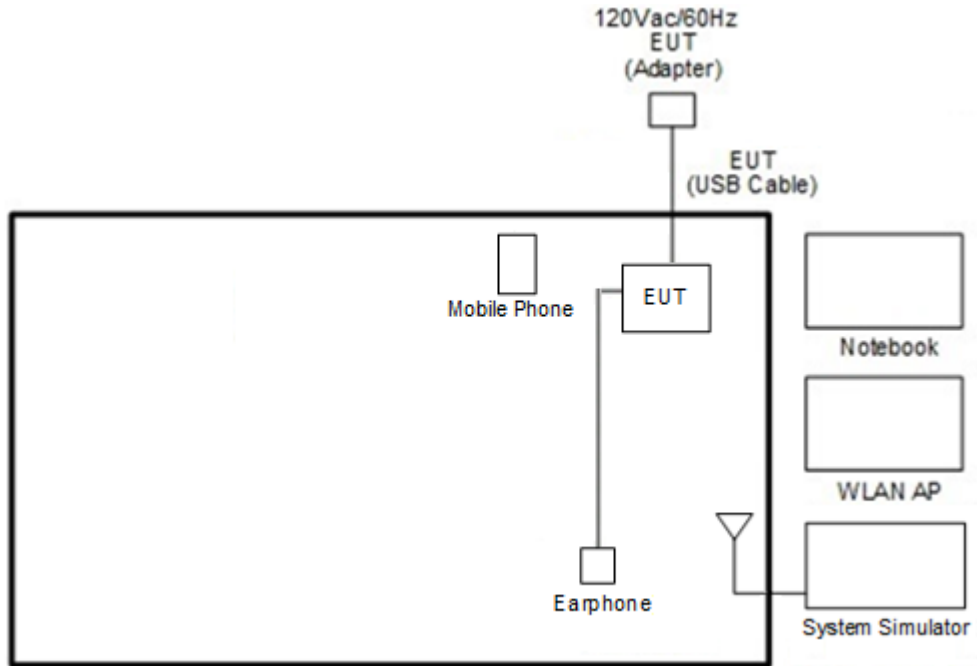 120Vac/60Hz
EUT
(Adapter)
EUT
(USB Cable)
Mobile Phone
EUT
Notebook
WLAN AP
Earphone
System Simulator